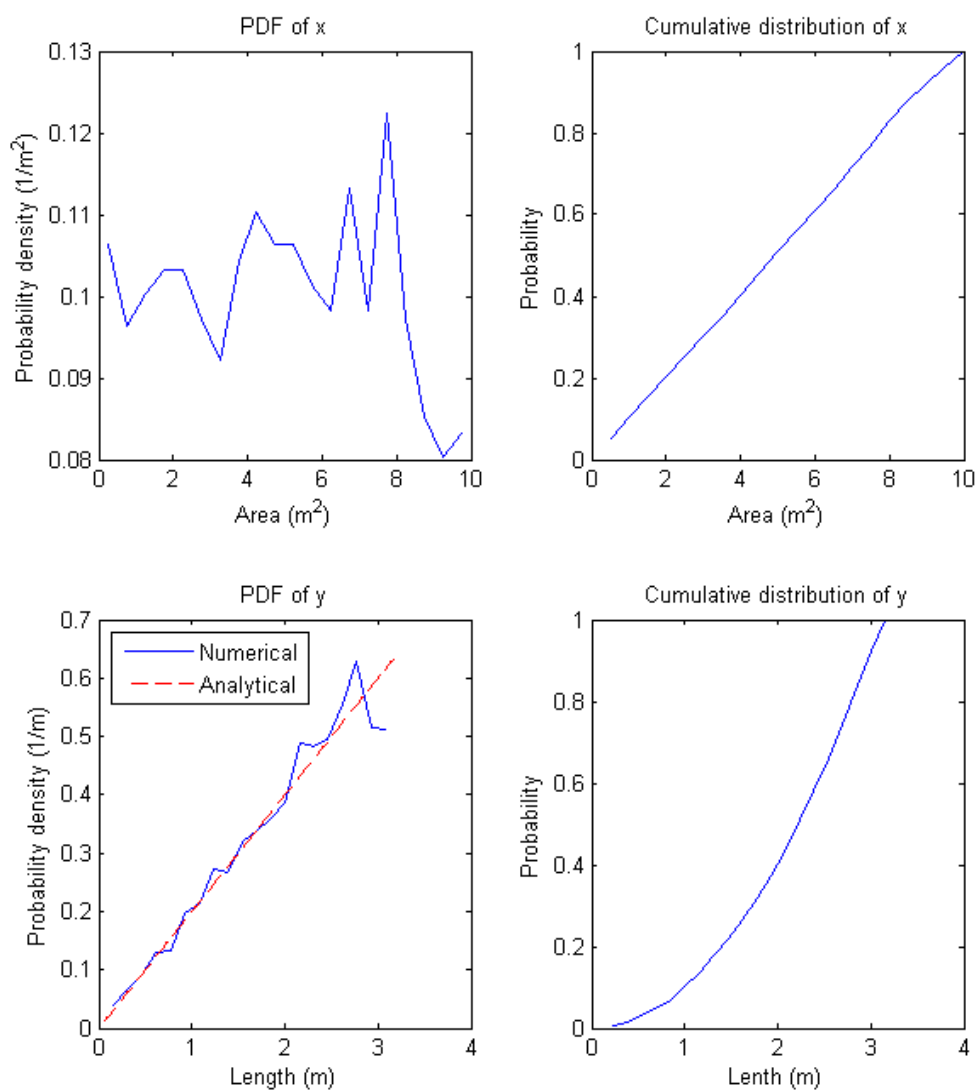 PDF of x
0.13
0.12
0.11
0.1
0.09
0.08
0 2 4 6 8 10
Probability density (1/m²)
Area (m²)
Cumulative distribution of x
1
0.8
0.6
0.4
0.2
0
0 2 4 6 8 10
Probability
Area (m²)
PDF of y
0.7
0.6
0.5
0.4
0.3
0.2
0.1
0
0 1 2 3 4
Numerical
Analytical
Probability density (1/m)
Length (m)
Cumulative distribution of y
1
0.8
0.6
0.4
0.2
0
0 1 2 3 4
Probability
Lenth (m)